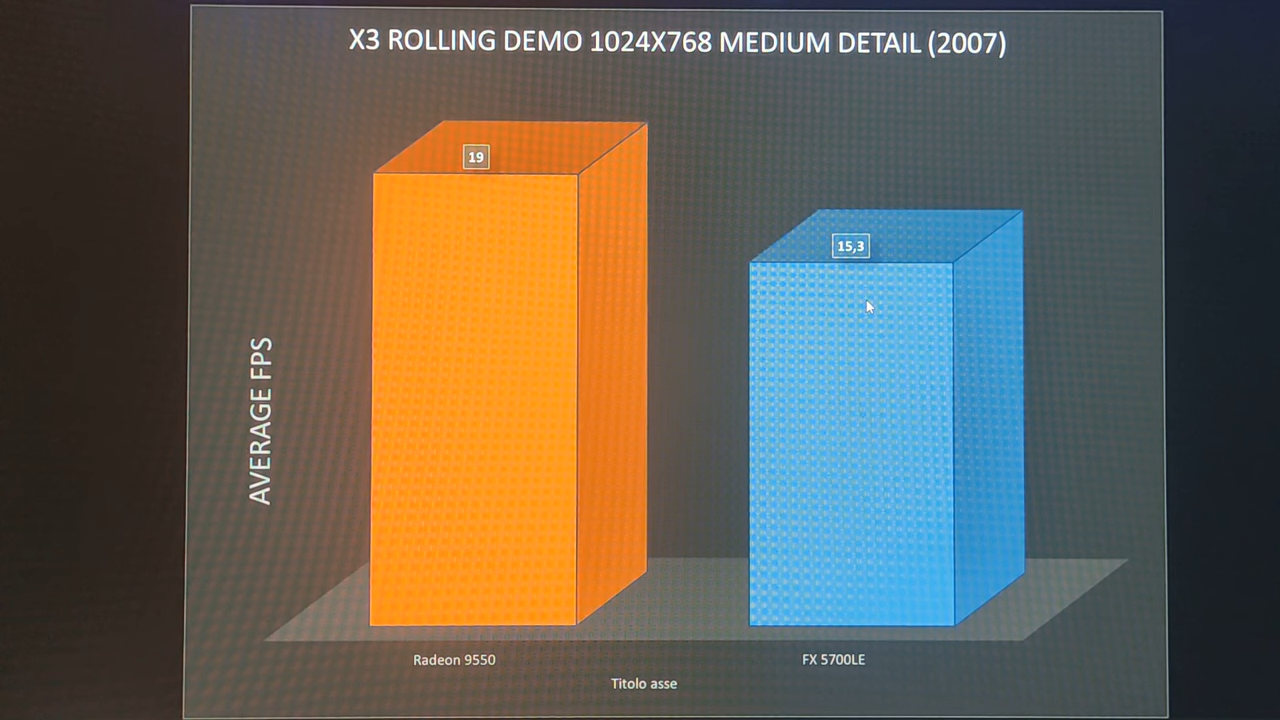 X3 ROLLING DEMO 1024X768 MEDIUM DETAIL (2007)
19
15,3
AVERAGE FPS
Radeon 9550
FX 5700LE
Titolo asse